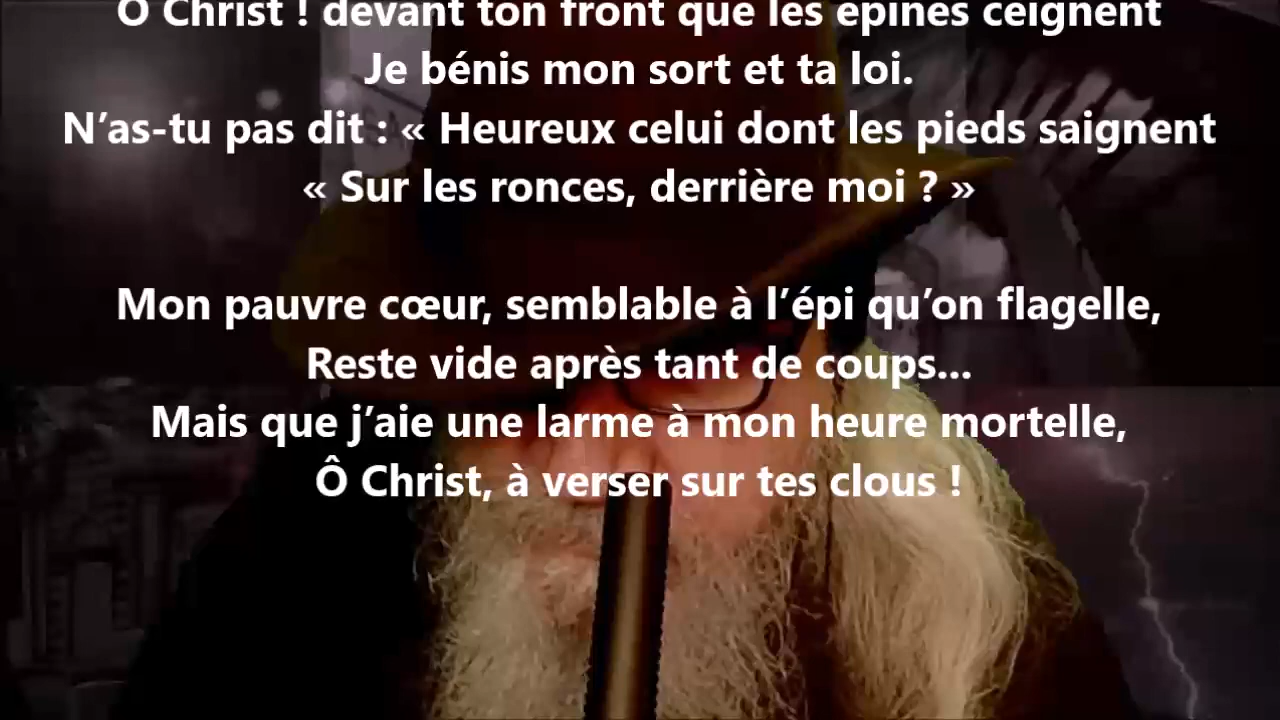 Ô Christ ! devant ton front que les épines ceignent
Je bénis mon sort et ta loi.
N’as-tu pas dit : « Heureux celui dont les pieds saignent
« Sur les ronces, derrière moi ? »
Mon pauvre cœur, semblable à l’épi qu’on flagelle,
Reste vide après tant de coups...
Mais que j’aie une larme à mon heure mortelle,
Ô Christ, à verser sur tes clous !